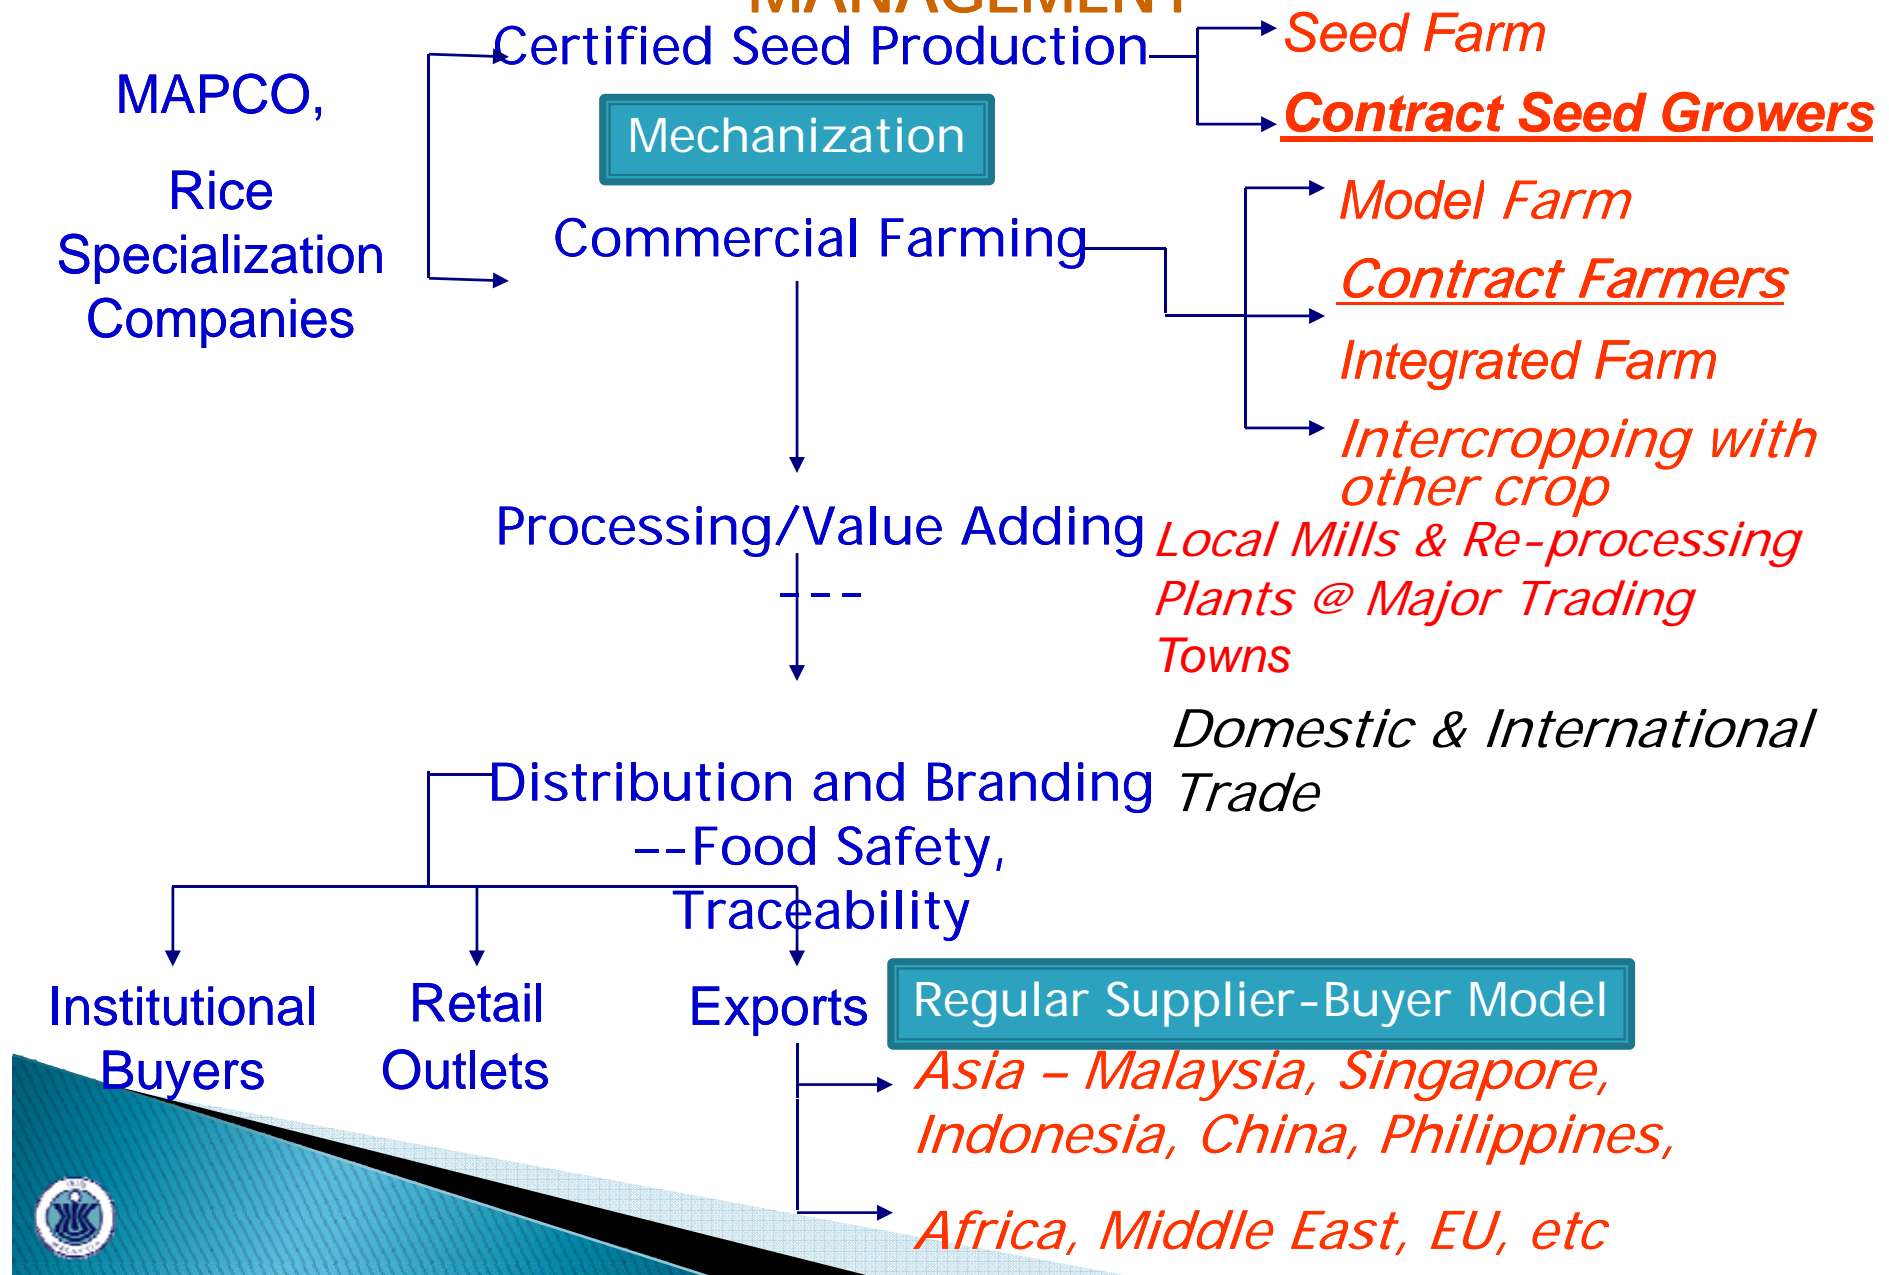 MANAGEMENT
Certified Seed Production
Seed Farm
Contract Seed Growers
MAPCO,
Rice
Specialization
Companies
Mechanization
Commercial Farming
Model Farm
Contract Farmers
Integrated Farm
Intercropping with
other crop
Processing/Value Adding
---
Local Mills & Re-processing
Plants @ Major Trading
Towns
Domestic & International
Trade
Distribution and Branding
--Food Safety,
Traceability
Institutional
Buyers
Retail
Outlets
Exports
Regular Supplier-Buyer Model
Asia – Malaysia, Singapore,
Indonesia, China, Philippines,
Africa, Middle East, EU, etc